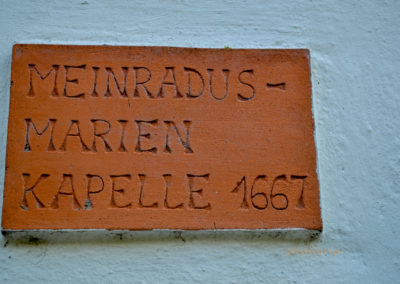 MEINRADUS-
MARIEN
KAPELLE 1667